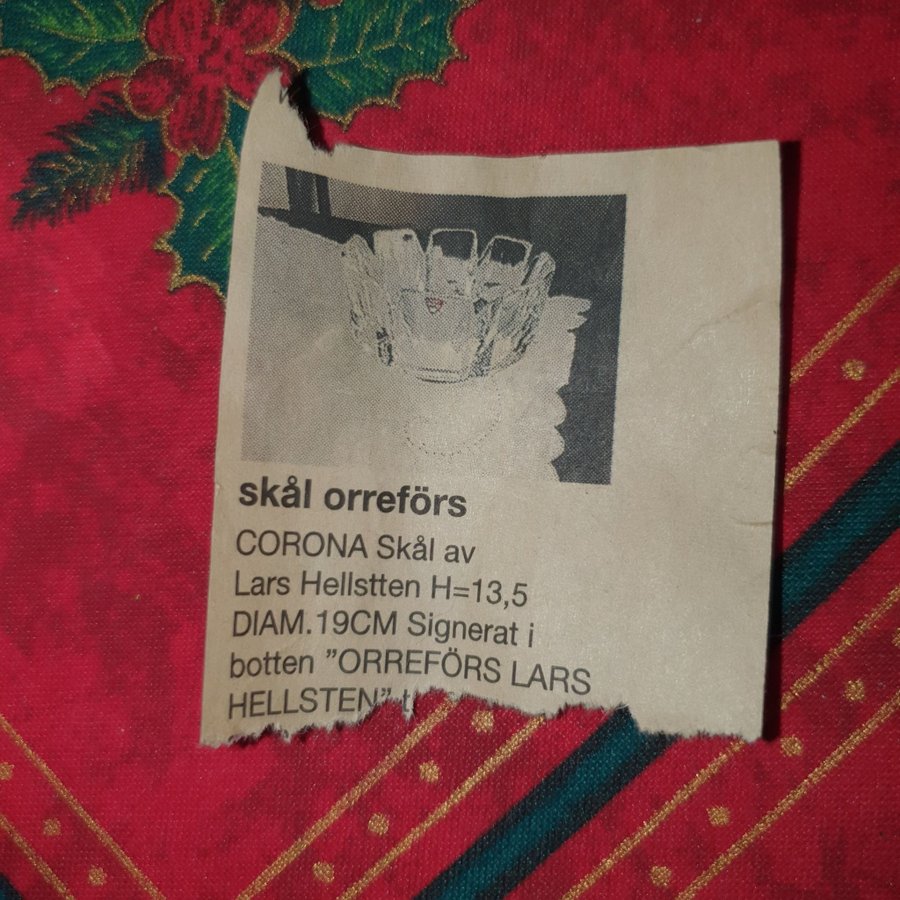 skål orreförs
CORONA Skål av
Lars Hellstten H=13,5
DIAM.19CM Signerat i
botten ”ORREFÖRS LARS
HELLSTEN”